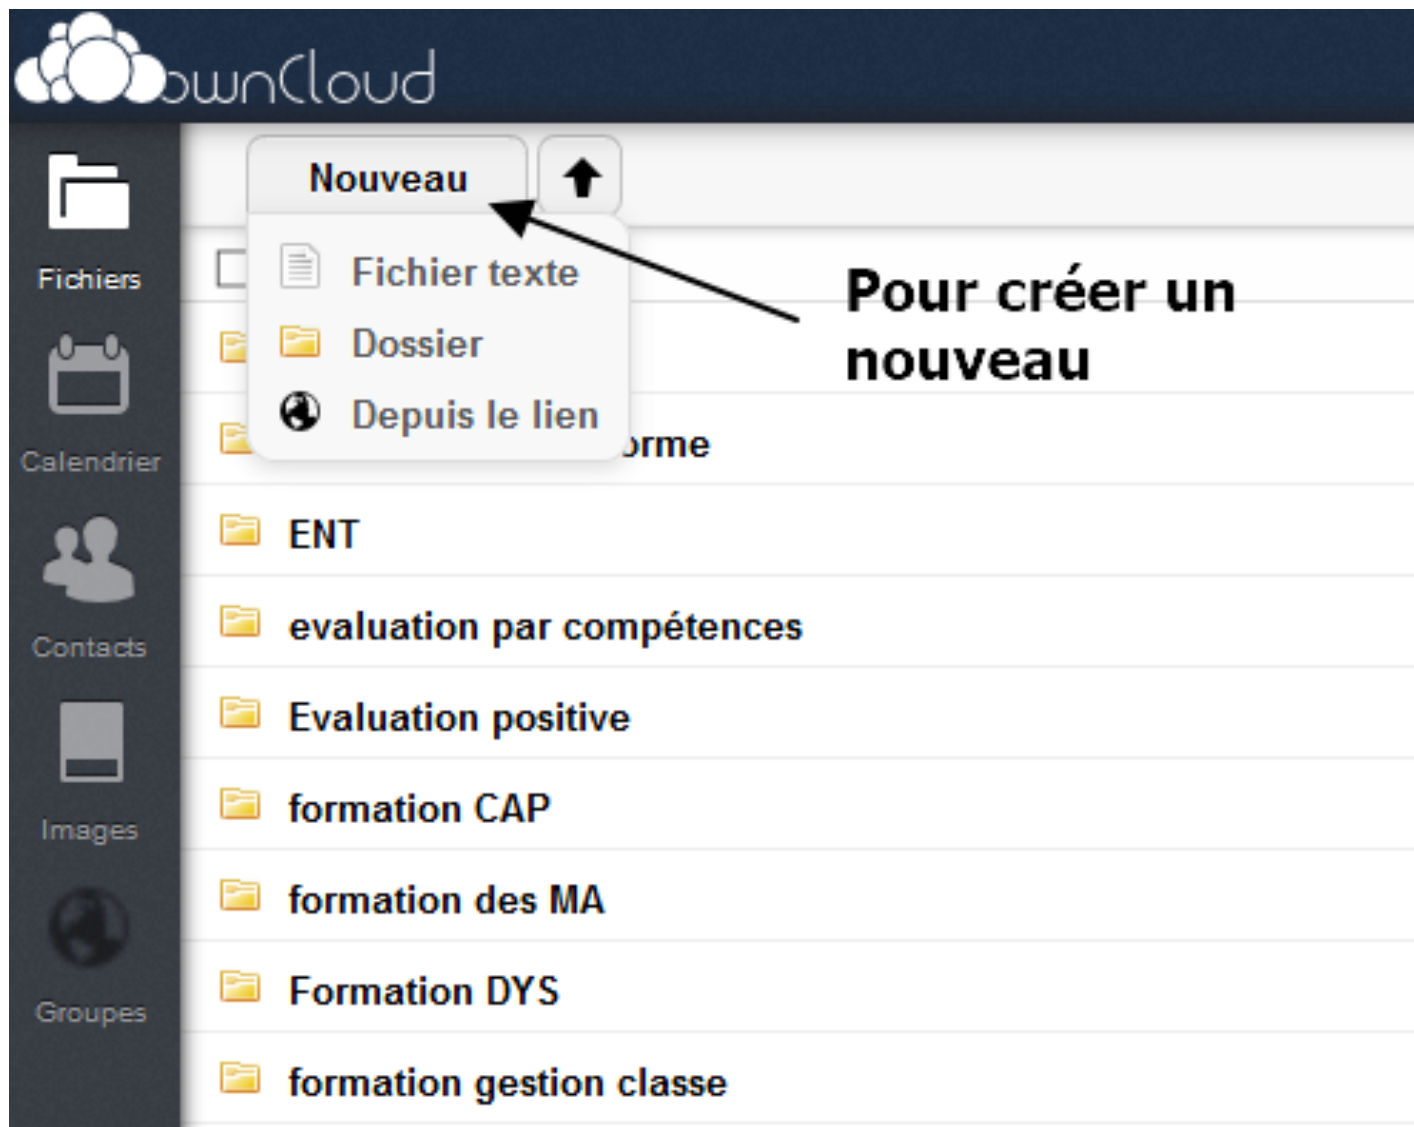 ownCloud
Nouveau
Fichier texte
Dossier
Depuis le lien
Pour créer un
nouveau
Fichiers
Calendrier
Contacts
Images
Groupes
orme
ENT
evaluation par compétences
Evaluation positive
formation CAP
formation des MA
Formation DYS
formation gestion classe